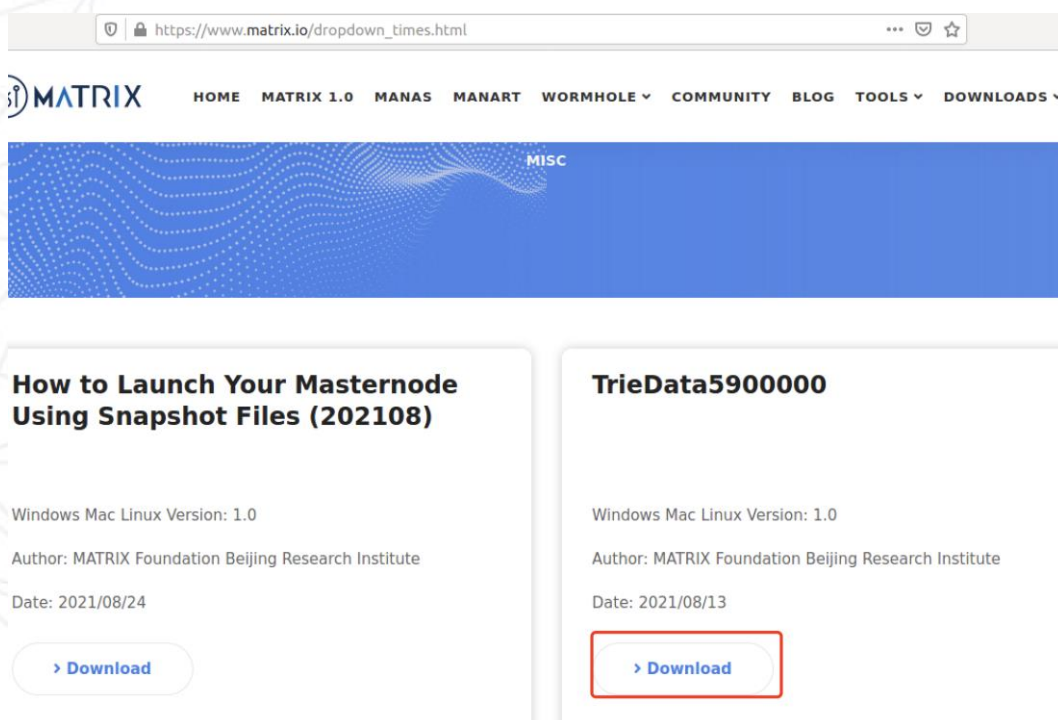 https://www.matrix.io/dropdown_times.html
MATRIX
HOME MATRIX 1.0 MANAS MANART WORMHOLE COMMUNITY BLOG TOOLS DOWNLOADS
MISC
How to Launch Your Masternode
Using Snapshot Files (202108)
Windows Mac Linux Version: 1.0
Author: MATRIX Foundation Beijing Research Institute
Date: 2021/08/24
> Download
TrieData5900000
Windows Mac Linux Version: 1.0
Author: MATRIX Foundation Beijing Research Institute
Date: 2021/08/13
> Download